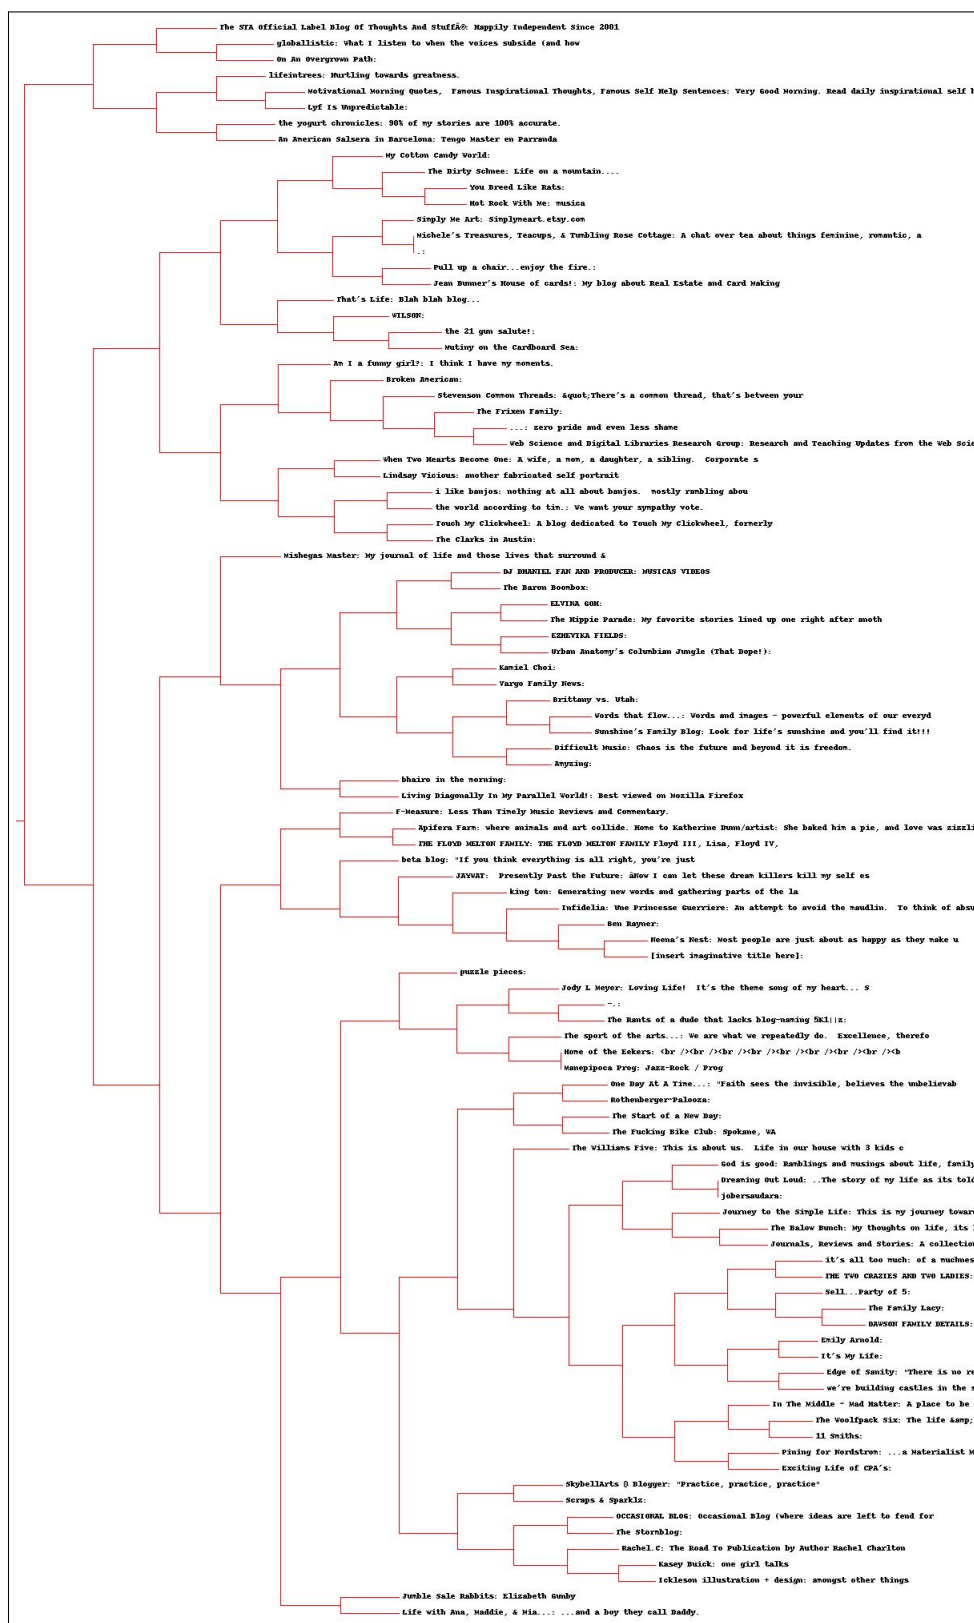 The STA Official Label Blog Of Thoughts And StuffÂ®: Happily Independent Since 2001
globallistic: What I listen to when the voices subside (and how
On An Overgrown Path:
lifeintrees: Hurtling towards greatness.
Motivational Morning Quotes,  Famous Inspirational Thoughts, Famous Self Help Sentences: Very Good Morning. Read daily inspirational self h
Lyf Is Unpredictable:
the yogurt chronicles: 90% of my stories are 100% accurate.
An American Salsera in Barcelona: Tengo Master en Parranda
My Cotton Candy World:
The Dirty Schnee: Life on a mountain....
You Breed Like Rats:
Hot Rock With Me: musica
Simply Me Art: Simplymeart.etsy.com
Michele's Treasures, Teacups, & Tumbling Rose Cottage: A chat over tea about things feminine, romantic, a
.:
Pull up a chair...enjoy the fire.:
Jean Bunner's House of cards!: My blog about Real Estate and Card Making
That's Life: Blah blah blog...
WILSON:
the 21 gun salute!:
Mutiny on the Cardboard Sea:
Am I a funny girl?: I think I have my moments.
Broken American:
Stevenson Common Threads: &quot;There's a common thread, that's between your
The Frixen Family:
...: zero pride and even less shame
Web Science and Digital Libraries Research Group: Research and Teaching Updates from the Web Scie
When Two Hearts Become One: A wife, a mom, a daughter, a sibling.  Corporate s
Lindsay Vicious: another fabricated self portrait
i like banjos: nothing at all about banjos.  mostly rambling abou
the world according to tim.: We want your sympathy vote.
Touch My Clickwheel: A blog dedicated to Touch My Clickwheel, formerly
The Clarks in Austin:
Mishegas Master: My journal of life and those lives that surround &
DJ DMANIEL FAN AND PRODUCER: MUSICAS VIDEOS
The Baron Boombox:
ELVIKA GOH:
The Hippie Parade: My favorite stories lined up one right after anoth
EZHEVIKA FIELDS:
Urban Anatomy's Columbian Jungle (That Dope!):
Kamiel Choi:
Vargo Family News:
Brittany vs. Utah:
Words that flow...: Words and images - powerful elements of our everyd
Sunshine's Family Blog: Look for life's sunshine and you'll find it!!!
Difficult Music: Chaos is the future and beyond it is freedom.
Amyzing:
bhairo in the morning:
Living Diagonally In My Parallel World!: Best viewed on Mozilla Firefox
F-Measure: Less Than Timely Music Reviews and Commentary.
Apifera Farm: where animals and art collide. Home to Katherine Dunn/artist: She baked him a pie, and love was zizzli
THE FLOYD MELTON FAMILY: THE FLOYD MELTON FAMILY Floyd III, Lisa, Floyd IV,
beta blog: "If you think everything is all right, you're just
JAYWAT:  Presently Past the Future: âNow I can let these dream killers kill my self es
king tom: Generating new words and gathering parts of the la
Infidelia: Une Princesse Guerriere: An attempt to avoid the maudlin.  To think of absu
Ben Rayner:
Neena's Nest: Most people are just about as happy as they make u
[insert imaginative title here]:
puzzle pieces:
Jody L Meyer: Loving Life!  It's the theme song of my heart... S
-.:
The Rants of a dude that lacks blog-naming 5K1||z:
The sport of the arts...: We are what we repeatedly do.  Excellence, therefo
Home of the Eekers: <br /><br /><br /><br /><br /><br /><br /><br /><b
Manepipoca Prog: Jazz-Rock / Prog
One Day At A Time...: "Faith sees the invisible, believes the unbelievab
Rothenberger~Palooza:
The Start of a New Day:
The Fucking Bike Club: Spokane, WA
The Williams Five: This is about us.  Life in our house with 3 kids c
God is good: Ramblings and musings about life, family
Dreaming Out Loud: ..The story of my life as its told
jobersaudara:
Journey to the Simple Life: This is my journey towar
The Balow Bunch: My thoughts on life, its
Journals, Reviews and Stories: A collection
it's all too much: of a muchnes
THE TWO CRAZIES AND TWO LADIES:
Sell...Party of 5:
The Family Lacy:
DAWSON FAMILY DETAILS:
Emily Arnold:
It's My Life:
Edge of Sanity: "There is no re
we're building castles in the s
In The Middle ~ Mad Hatter: A place to be
The Woolfpack Six: The life &amp;
11 Smiths:
Pining for Nordstrom: ...a Materialist M
Exciting Life of CPA's:
SkybellArts @ Blogger: "Practice, practice, practice"
Scraps & Sparklz:
OCCASIONAL BLOG: Occasional Blog (where ideas are left to fend for
The Stormblog:
Rachel.C: The Road To Publication by Author Rachel Charlton
Kasey Buick: one girl talks
Ickleson illustration + design: amongst other things
Jumble Sale Rabbits: Elizabeth Gumby
Life with Ana, Maddie, & Mia...: ...and a boy they call Daddy.